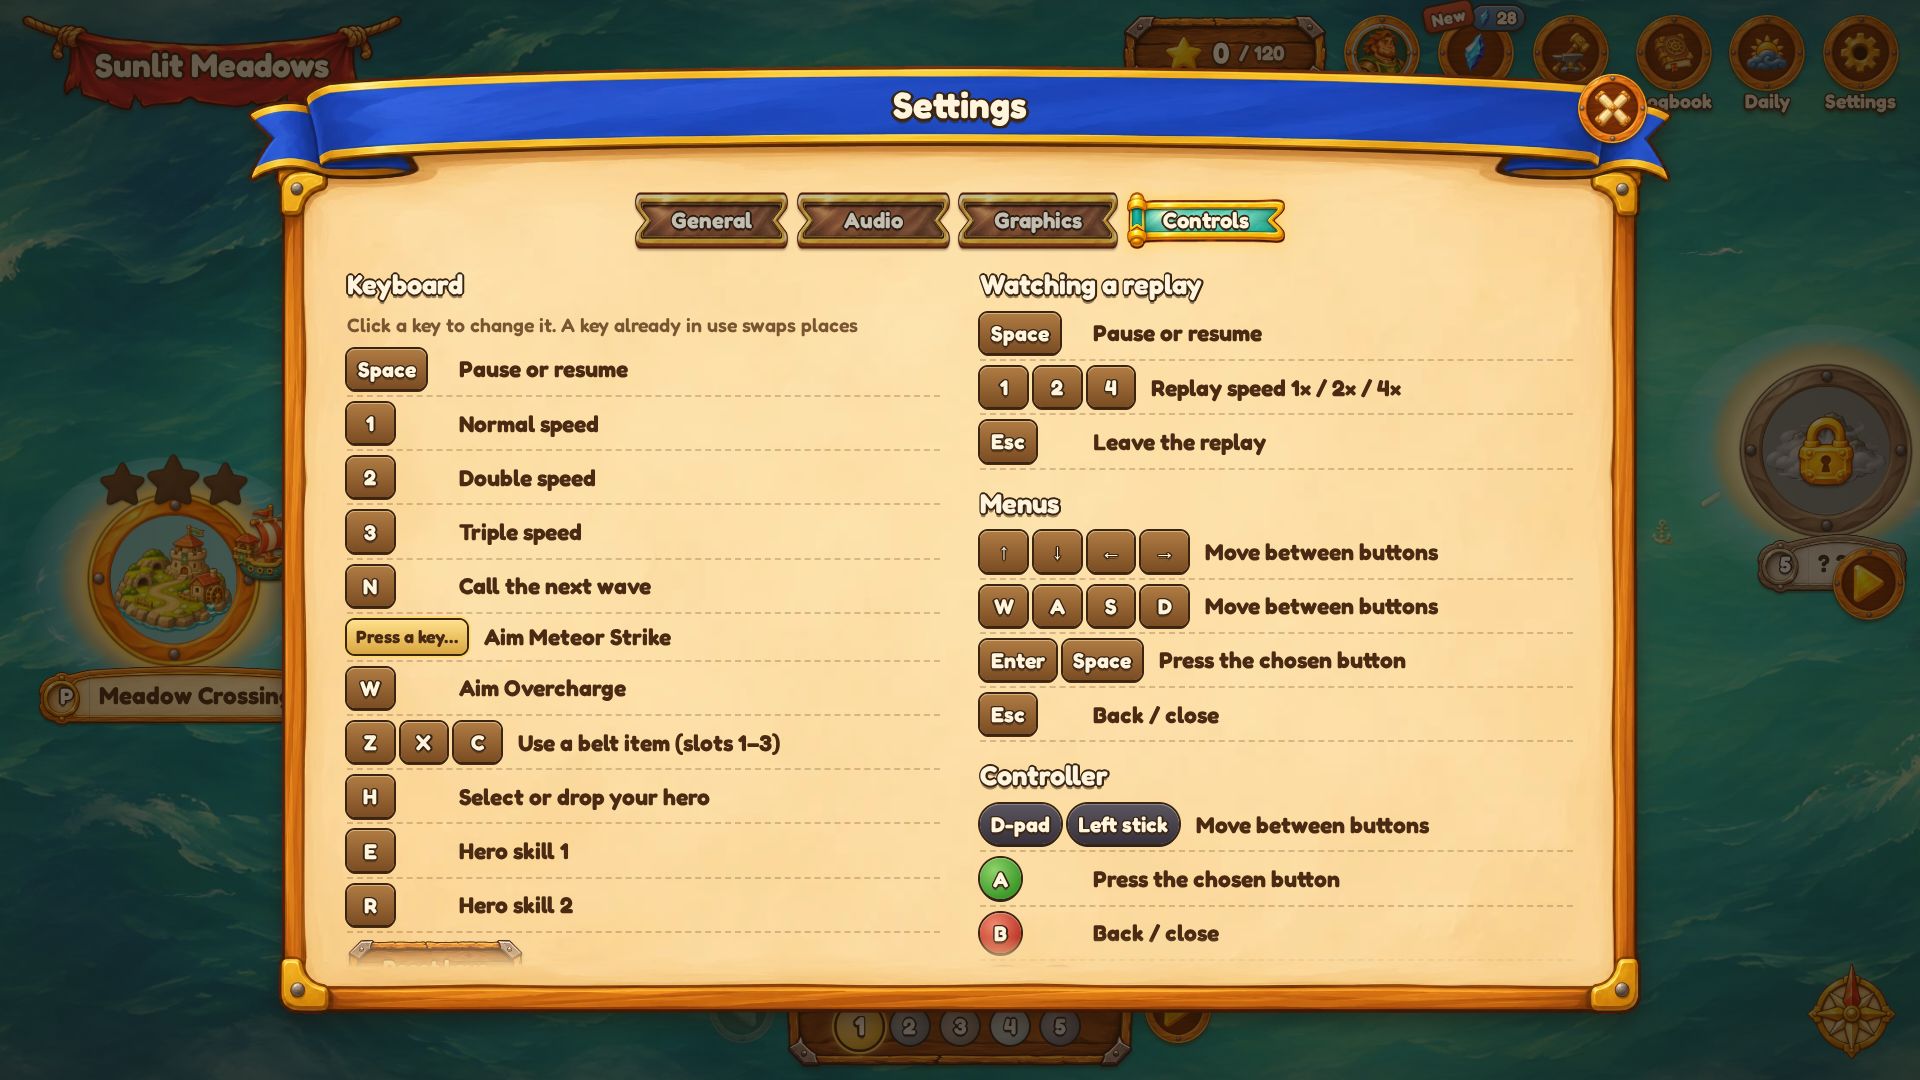 Sunlit Meadows
0 / 120
New
28
Daily
Settings
Settings
General
Audio
Graphics
Controls
Keyboard
Click a key to change it. A key already in use swaps places
Space Pause or resume
1 Normal speed
2 Double speed
3 Triple speed
N Call the next wave
Press a key... Aim Meteor Strike
W Aim Overcharge
Z X C Use a belt item (slots 1–3)
H Select or drop your hero
E Hero skill 1
R Hero skill 2
Watching a replay
Space Pause or resume
1 2 4 Replay speed 1x / 2x / 4x
Esc Leave the replay
Menus
↑ ↓ ← → Move between buttons
W A S D Move between buttons
Enter Space Press the chosen button
Esc Back / close
Controller
D-pad Left stick Move between buttons
A Press the chosen button
B Back / close
P Meadow Crossing
5 ? ?
1 2 3 4 5